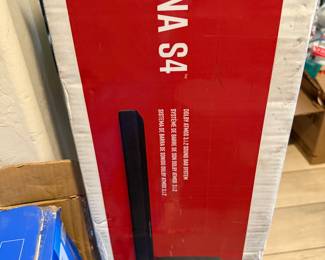 NA S4™
DOLBY ATMOS 3.1.2 SOUND BAR SYSTEM
SYSTÈME DE BARRE DE SON DOLBY ATMOS 3.1.2
SISTEMA DE BARRA DE SONIDO DOLBY ATMOS 3.1.2